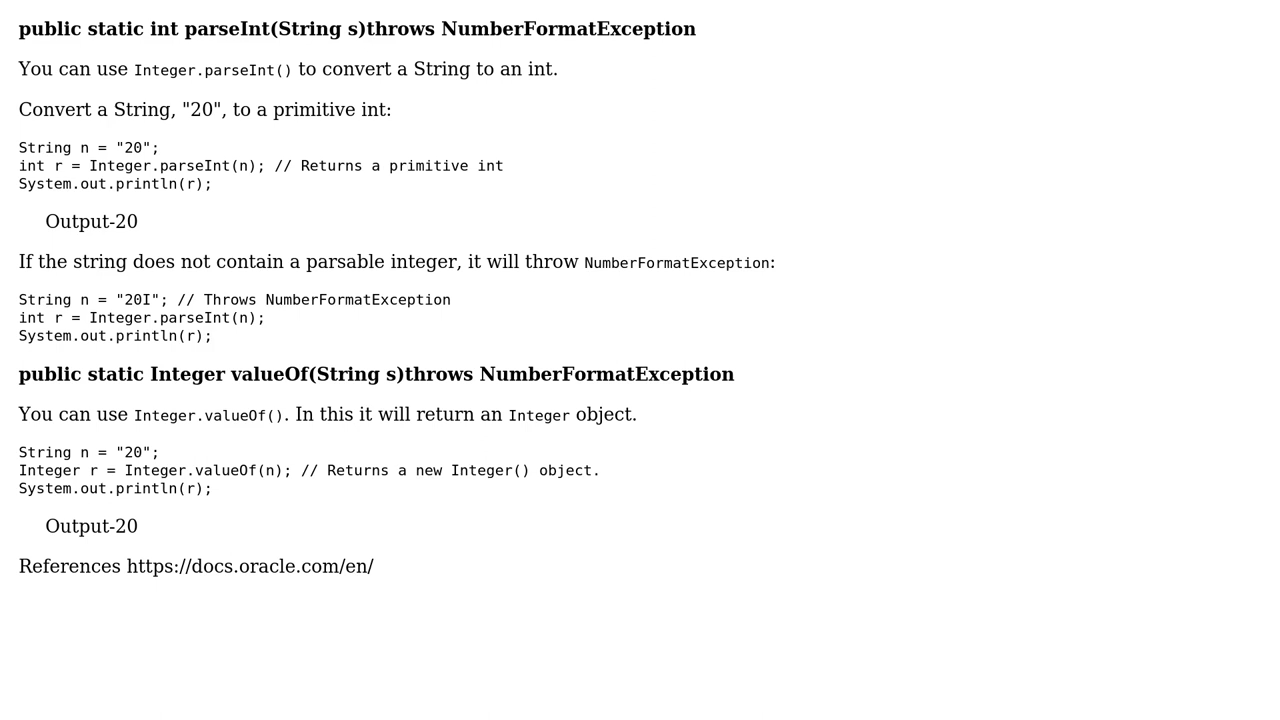 public static int parseInt(String s)throws NumberFormatException
You can use Integer.parseInt() to convert a String to an int.
Convert a String, "20", to a primitive int:
String n = "20";
int r = Integer.parseInt(n); // Returns a primitive int
System.out.println(r);
Output-20
If the string does not contain a parsable integer, it will throw NumberFormatException:
String n = "20I"; // Throws NumberFormatException
int r = Integer.parseInt(n);
System.out.println(r);
public static Integer valueOf(String s)throws NumberFormatException
You can use Integer.valueOf(). In this it will return an Integer object.
String n = "20";
Integer r = Integer.valueOf(n); // Returns a new Integer() object.
System.out.println(r);
Output-20
References https://docs.oracle.com/en/